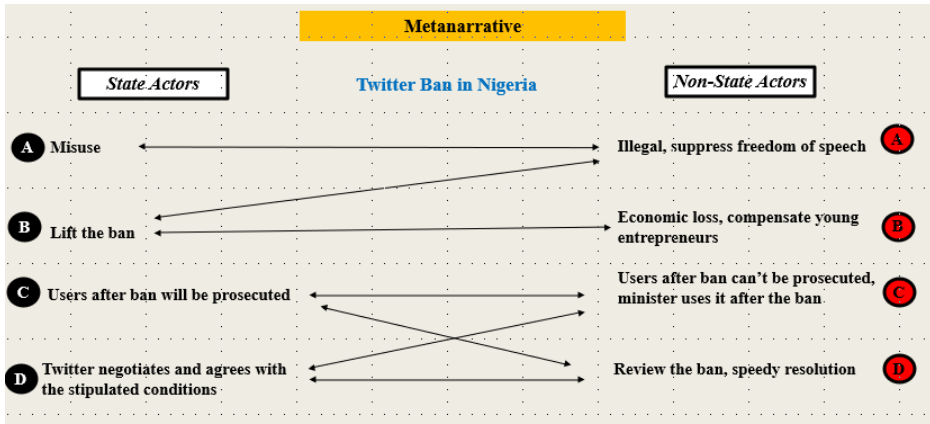 Metanarrative
State Actors
Twitter Ban in Nigeria
Non-State Actors
A
Misuse
Illegal, suppress freedom of speech
A
B
Lift the ban
Economic loss, compensate young
entrepreneurs
B
C
Users after ban will be prosecuted
Users after ban can't be prosecuted,
minister uses it after the ban
C
D
Twitter negotiates and agrees with
the stipulated conditions
Review the ban, speedy resolution
D